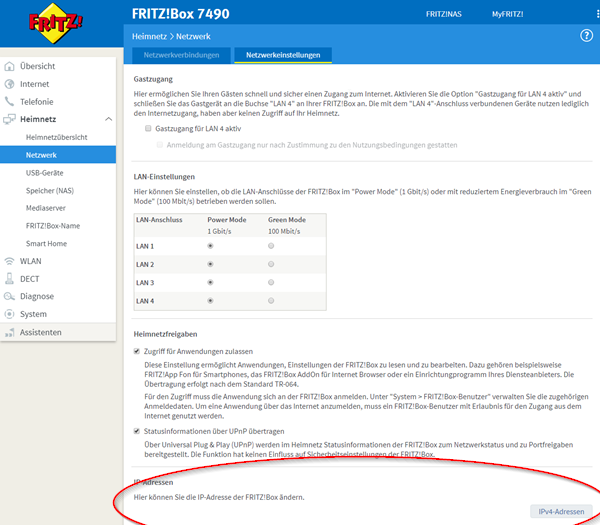 FRITZ!
FRITZ!Box 7490
FRITZ!NAS
MyFRITZ!
Heimnetz > Netzwerk
?
Netzwerkverbindungen
Netzwerkeinstellungen
Übersicht
Internet
Telefonie
Heimnetz
Heimnetzübersicht
Netzwerk
USB-Geräte
Speicher (NAS)
Mediaserver
FRITZ!Box-Name
Smart Home
WLAN
DECT
Diagnose
System
Assistenten
Gastzugang
Hier ermöglichen Sie Ihren Gästen schnell und sicher einen Zugang zum Internet. Aktivieren Sie die Option "Gastzugang für LAN 4 aktiv" und
schließen Sie das Gastgerät an die Buchse "LAN 4" an Ihrer FRITZ!Box an. Die mit dem "LAN 4"-Anschluss verbundenen Geräte nutzen lediglich
den Internetzugang, haben aber keinen Zugriff auf Ihr Heimnetz.
Gastzugang für LAN 4 aktiv
Anmeldung am Gastzugang nur nach Zustimmung zu den Nutzungsbedingungen gestatten
LAN-Einstellungen
Hier können Sie einstellen, ob die LAN-Anschlüsse der FRITZ!Box im "Power Mode" (1 Gbit/s) oder mit reduziertem Energieverbrauch im "Green
Mode" (100 Mbit/s) betrieben werden sollen.
LAN-Anschluss Power Mode Green Mode
1 Gbit/s 100 Mbit/s
LAN 1
LAN 2
LAN 3
LAN 4
Heimnetzfreigaben
Zugriff für Anwendungen zulassen
Diese Einstellung ermöglicht Anwendungen, Einstellungen der FRITZ!Box zu lesen und zu bearbeiten. Dazu gehören beispielsweise
FRITZ!App Fon für Smartphones, das FRITZ!Box AddOn für Internet Browser oder ein Einrichtungsprogramm Ihres Diensteanbieters. Die
Übertragung erfolgt nach dem Standard TR-064.
Für den Zugriff muss die Anwendung sich an der FRITZ!Box anmelden. Unter "System > FRITZ!Box-Benutzer" verwalten Sie die zugehörigen
Anmeldedaten. Um eine Anwendung über das Internet anzumelden, muss ein FRITZ!Box-Benutzer mit Erlaubnis für den Zugang aus dem
Internet genutzt werden.
Statusinformationen über UPnP übertragen
Über Universal Plug & Play (UPnP) werden im Heimnetz Statusinformationen der FRITZ!Box zum Netzwerkstatus und zu Portfreigaben
bereitgestellt. Die Funktion hat keinen Einfluss auf Sicherheitseinstellungen der FRITZ!Box.
IP-Adressen
Hier können Sie die IP-Adresse der FRITZ!Box ändern.
IPv4-Adressen